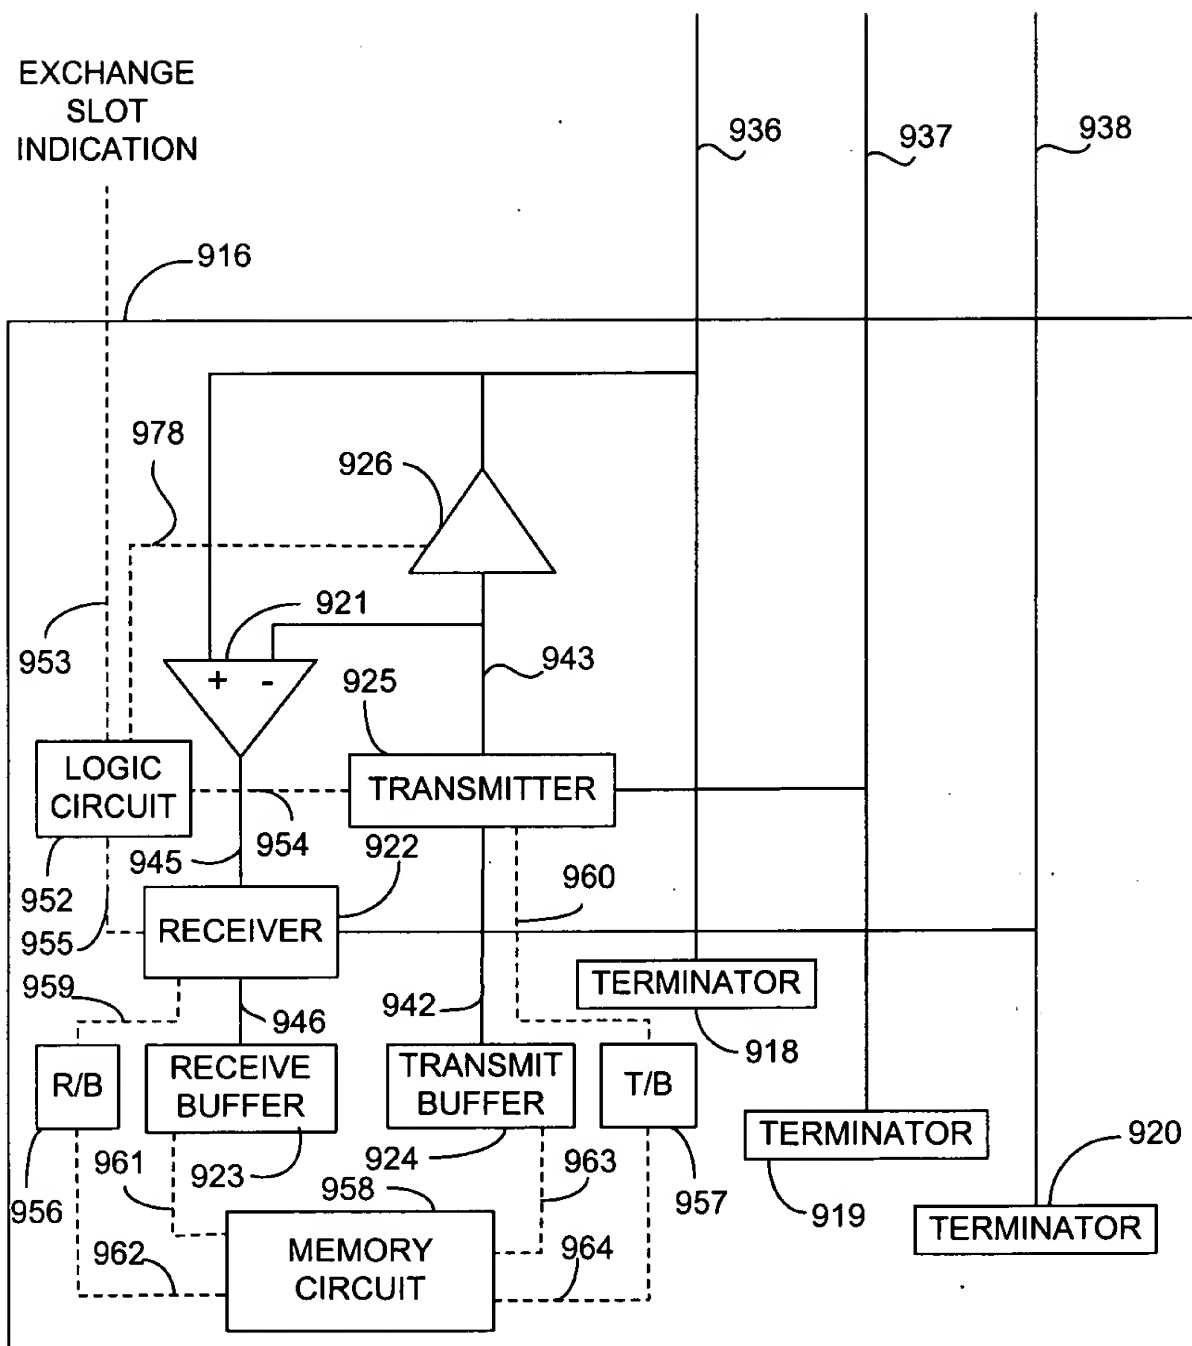 EXCHANGE
SLOT
INDICATION
936
937
938
916
978
926
921
953
943
925
+ -
LOGIC
CIRCUIT
TRANSMITTER
954
922
945
952
960
RECEIVER
955
959
946
942
TERMINATOR
918
R/B
RECEIVE
BUFFER
TRANSMIT
BUFFER
T/B
TERMINATOR
920
961
923
924
963
956
958
957
919
TERMINATOR
962
MEMORY
CIRCUIT
964